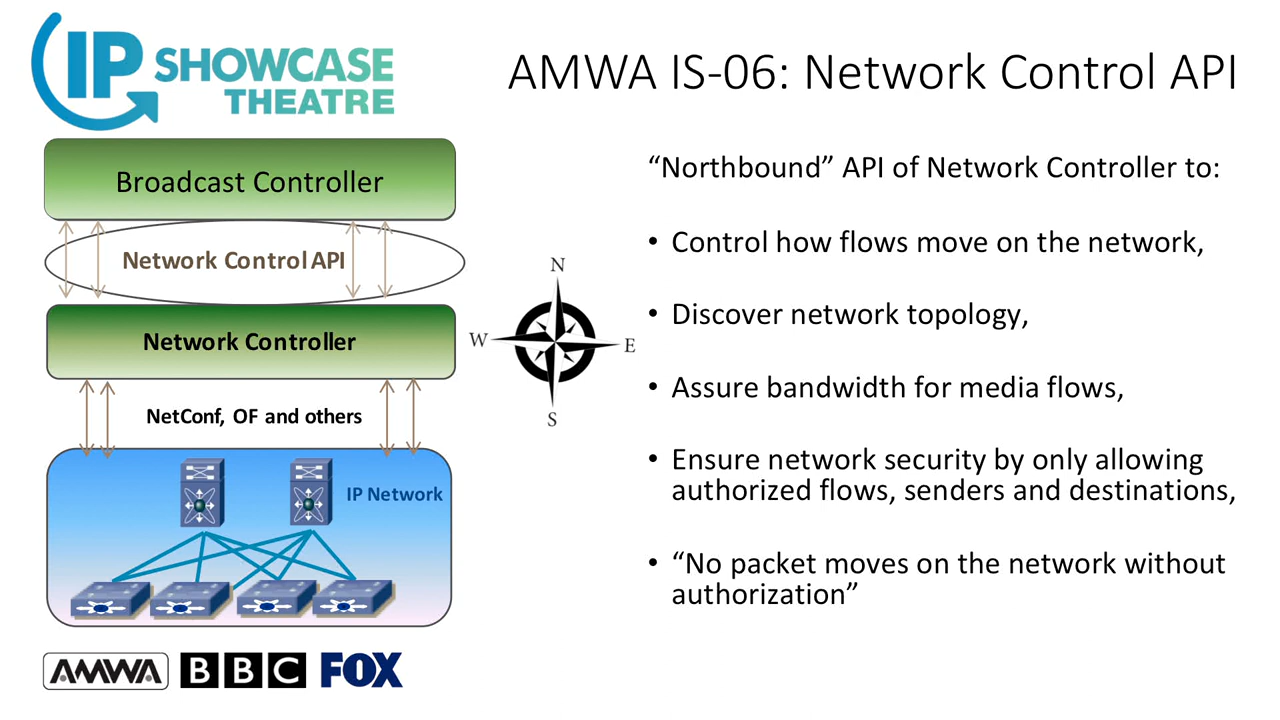 IP SHOWCASE
THEATRE
AMWA IS-06: Network Control API
Broadcast Controller
Network Control API
Network Controller
NetConf, OF and others
IP Network
N
W
E
S
“Northbound” API of Network Controller to:
• Control how flows move on the network,
• Discover network topology,
• Assure bandwidth for media flows,
• Ensure network security by only allowing
authorized flows, senders and destinations,
• “No packet moves on the network without
authorization”
AMWA BBC FOX